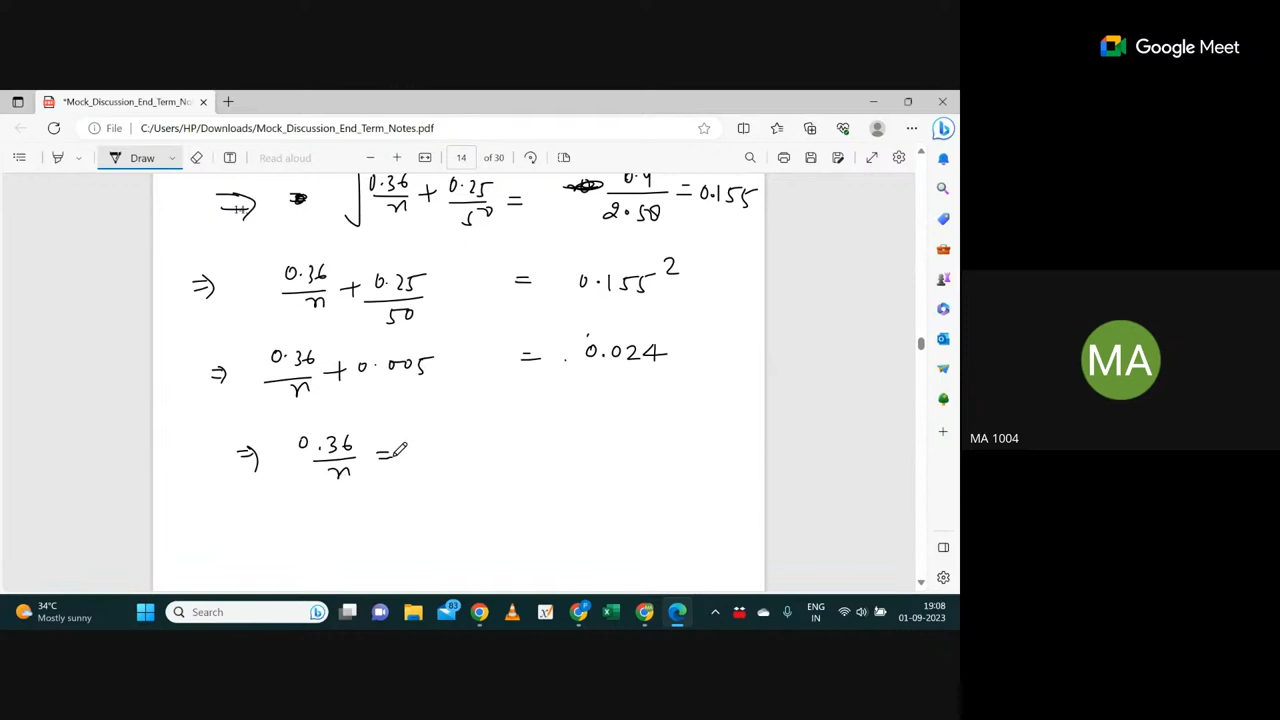 Google Meet
*Mock_Discussion_End_Term_No
File C:/Users/HP/Downloads/Mock_Discussion_End_Term_Notes.pdf
Draw Read aloud 14 of 30
⇒ √ 0.36/n + 0.25/50 = 0.4/2.58 = 0.155
⇒ 0.36/n + 0.25/50 = 0.155²
⇒ 0.36/n + 0.005 = 0.024
⇒ 0.36/n =
MA
MA 1004
34°C
Mostly sunny
Search
83
ENG
IN
19:08
01-09-2023